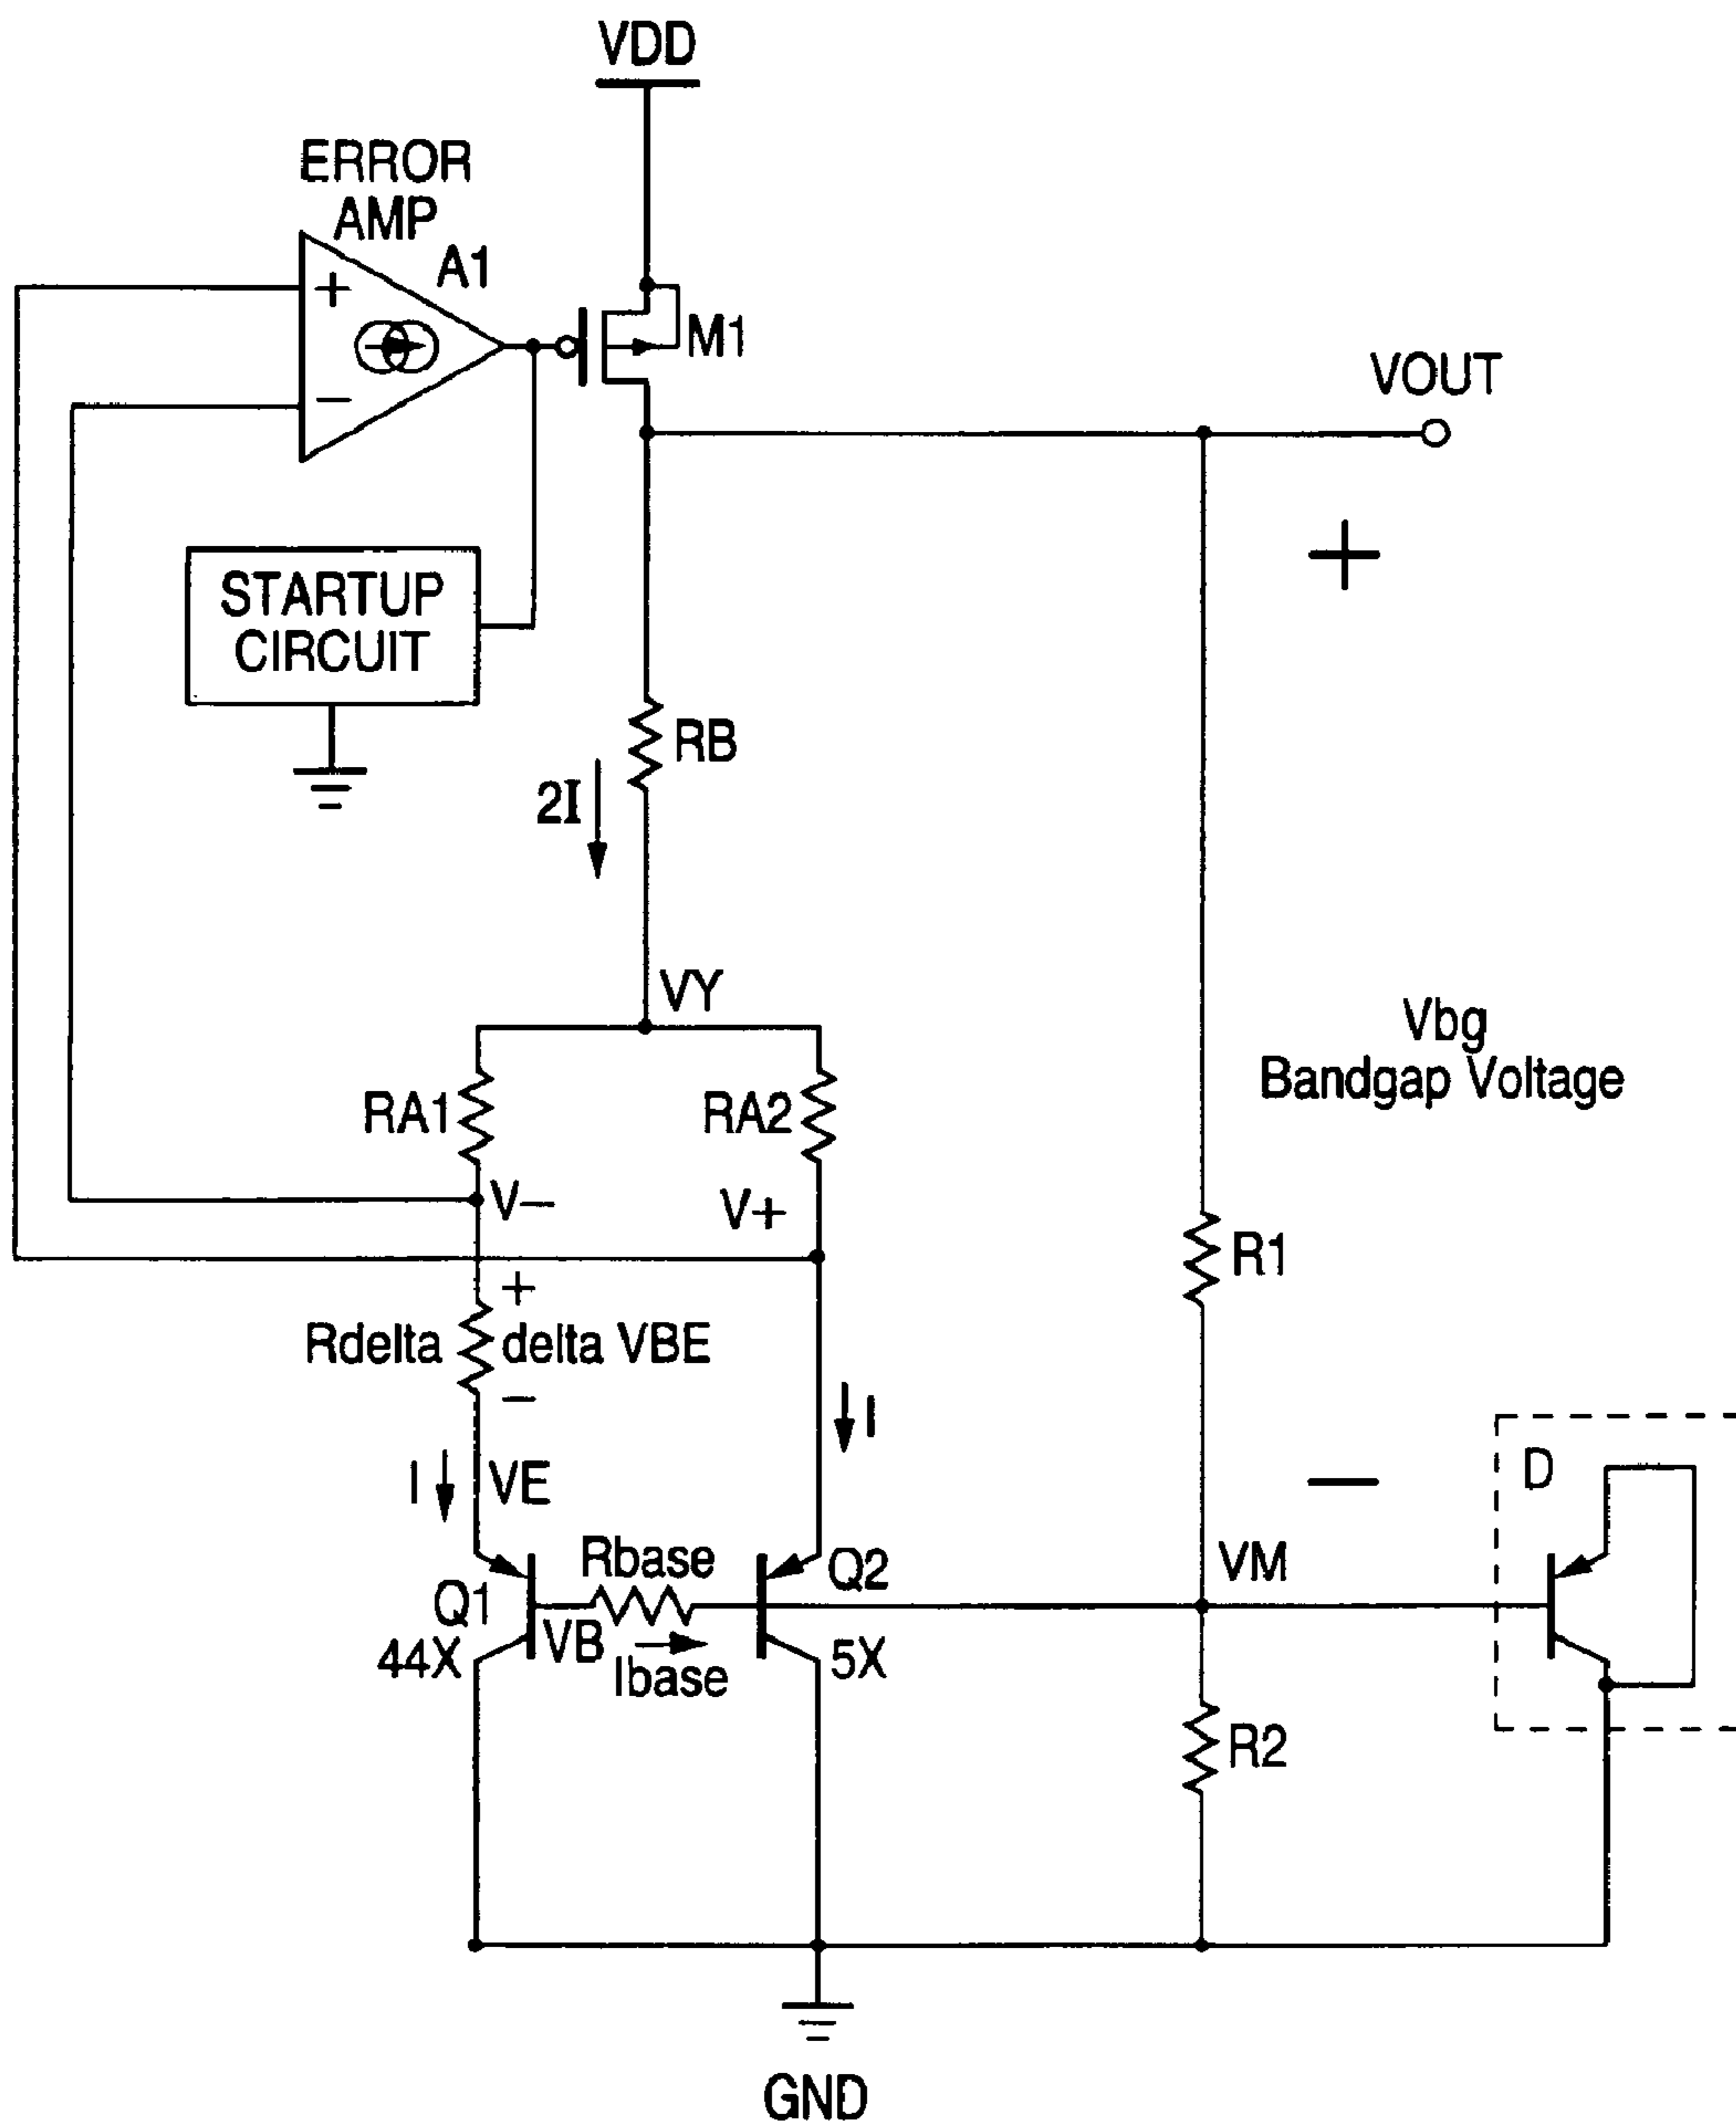 VDD
ERROR
AMP
A1
+
−
M1
VOUT
+
STARTUP
CIRCUIT
RB
2I
VY
Vbg
Bandgap Voltage
RA1
RA2
V−
V+
R1
+
Rdelta
delta VBE
−
I
I
VE
−
D
Rbase
Q2
VM
Q1
VB
44X
Ibase
5X
R2
GND